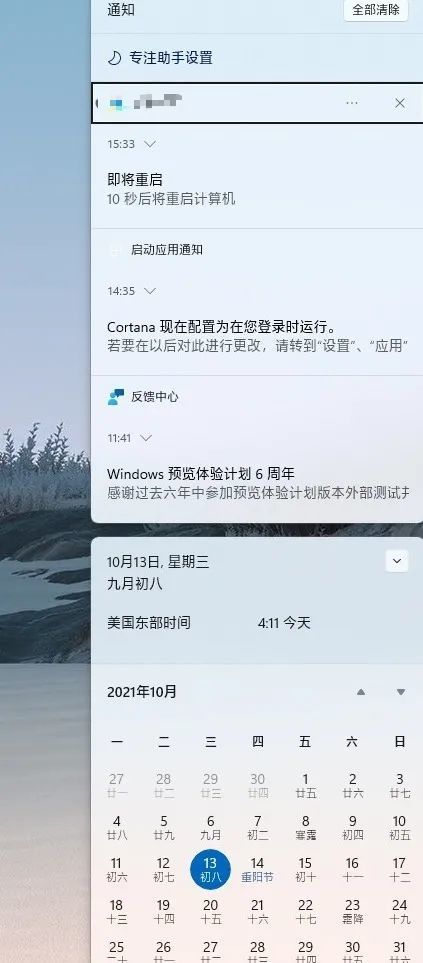 通知 全部清除
专注助手设置
15:33
即将重启
10 秒后将重启计算机
启动应用通知
14:35
Cortana 现在配置为在您登录时运行。
若要在以后对此进行更改，请转到“设置”、“应用”
反馈中心
11:41
Windows 预览体验计划 6 周年
感谢过去六年中参加预览体验计划版本外部测试
10月13日, 星期三
九月初八
美国东部时间 4:11 今天
2021年10月
一 二 三 四 五 六 日
27 28 29 30 1 2 3
廿一 廿二 廿三 廿四 廿五 廿六 廿七
4 5 6 7 8 9 10
廿八 廿九 九月 初二 寒露 初四 初五
11 12 13 14 15 16 17
初六 初七 初八 重阳节 初十 十一 十二
18 19 20 21 22 23 24
十三 十四 十五 十六 十七 霜降 十九
25 26 27 28 29 30 31